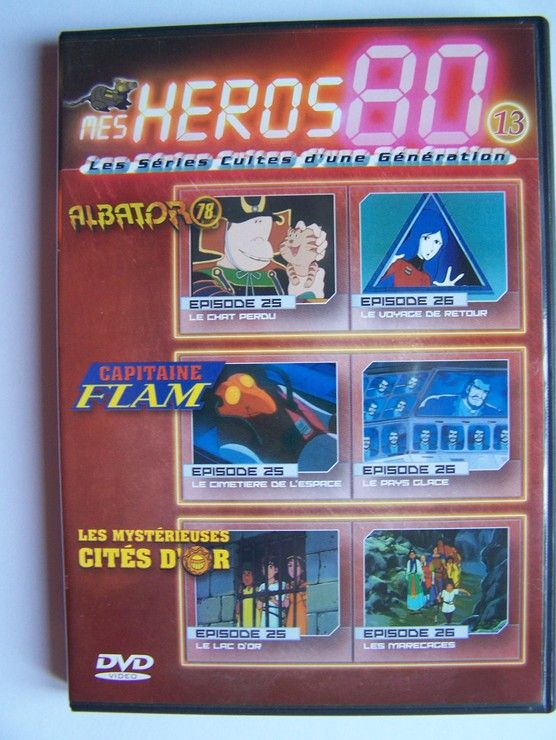 MES HEROS 80
13
Les Séries Cultes d'une Génération
ALBATOR 78
EPISODE 25
LE CHAT PERDU
EPISODE 26
LE VOYAGE DE RETOUR
CAPITAINE
FLAM
EPISODE 25
LE CIMETIERE DE L'ESPACE
EPISODE 26
LE PAYS GLACE
LES MYSTÉRIEUSES
CITÉS D'OR
EPISODE 25
LE LAC D'OR
EPISODE 26
LES MARECAGES
DVD
VIDEO